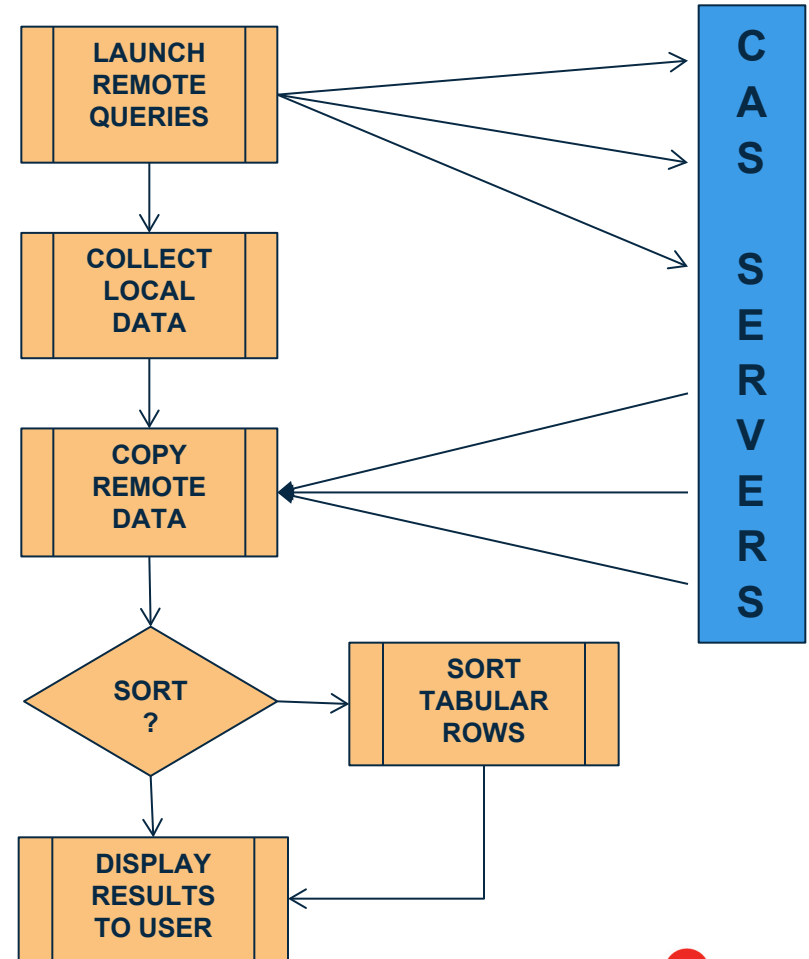 LAUNCH
REMOTE
QUERIES
COLLECT
LOCAL
DATA
COPY
REMOTE
DATA
SORT
?
SORT
TABULAR
ROWS
DISPLAY
RESULTS
TO USER
C
A
S
S
E
R
V
E
R
S